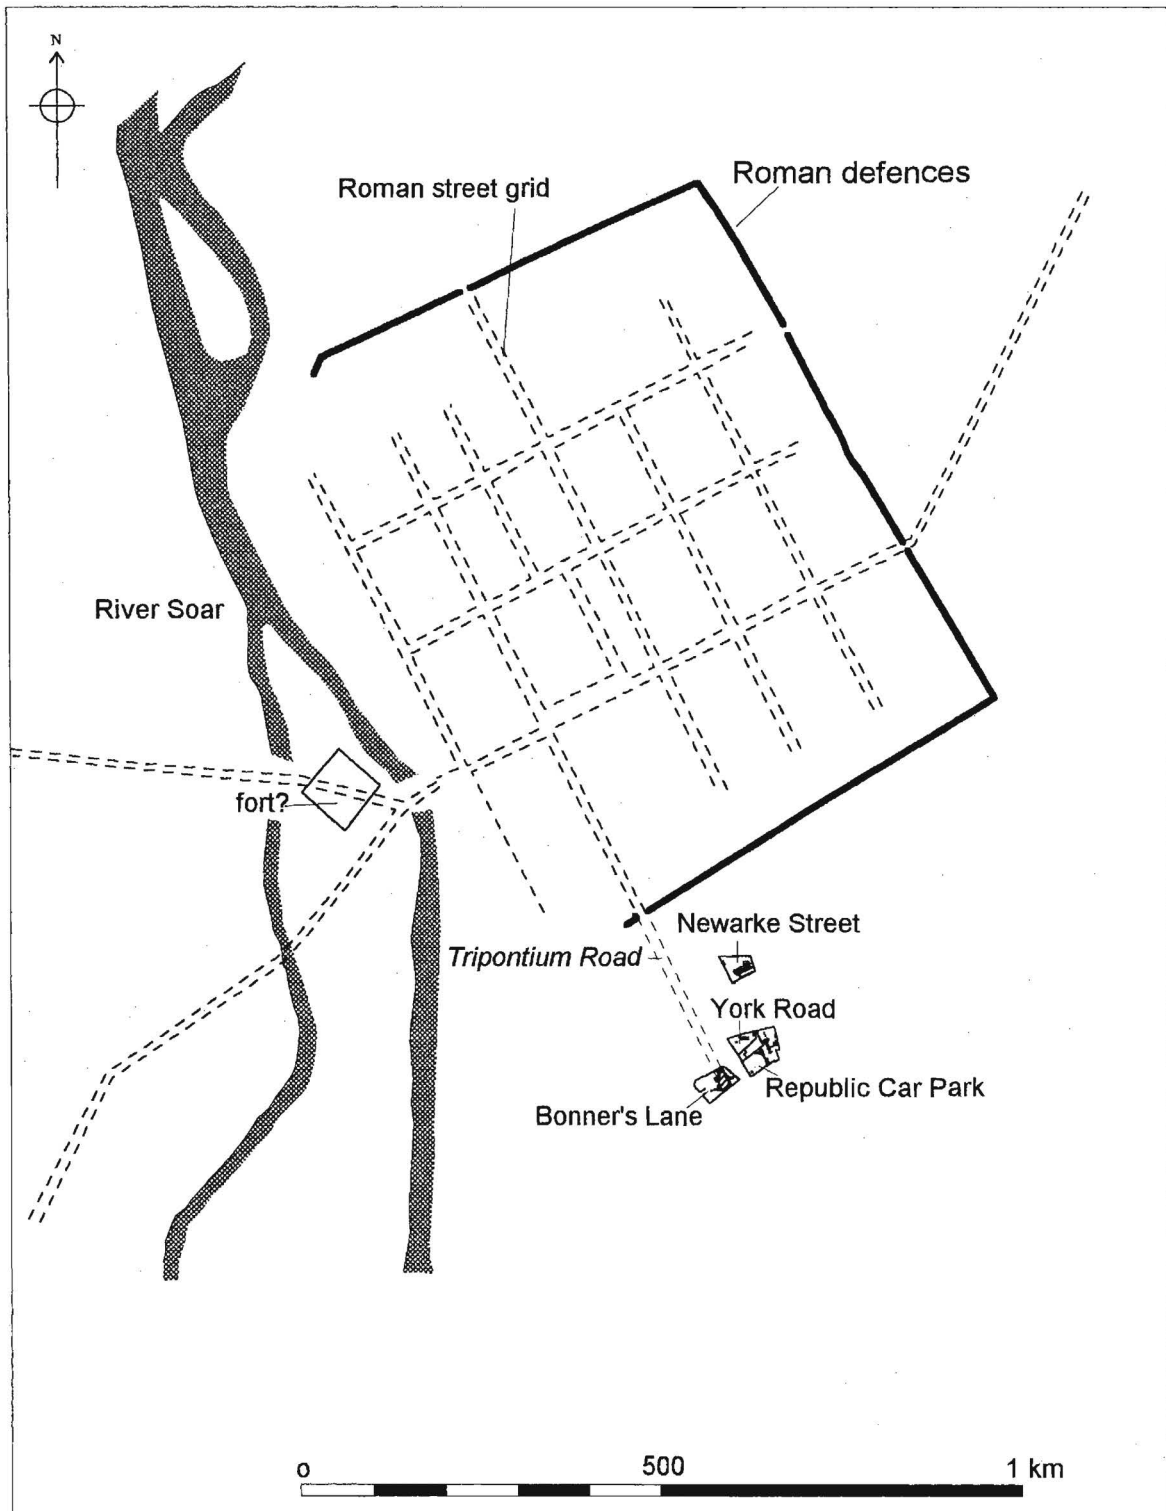 N
Roman defences
Roman street grid
River Soar
fort?
Newarke Street
Tripontium Road
York Road
Republic Car Park
Bonner's Lane
o 500 1 km